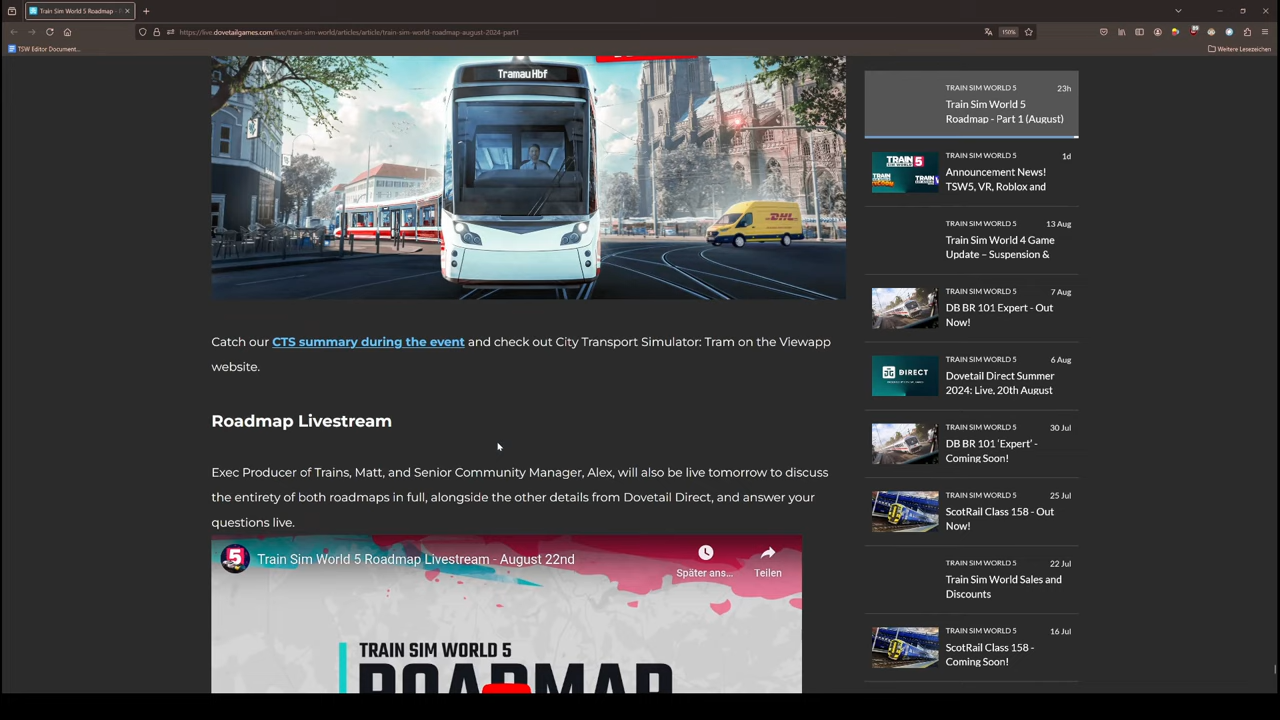 Train Sim World 5 Roadmap - P
https://live.dovetailgames.com/live/train-sim-world/articles/article/train-sim-world-roadmap-august-2024-part1
150%
TSW Editor Document...
Weitere Lesezeichen
Tramau Hbf
DHL
Catch our CTS summary during the event and check out City Transport Simulator: Tram on the Viewapp
website.
Roadmap Livestream
Exec Producer of Trains, Matt, and Senior Community Manager, Alex, will also be live tomorrow to discuss
the entirety of both roadmaps in full, alongside the other details from Dovetail Direct, and answer your
questions live.
5
Train Sim World 5 Roadmap Livestream - August 22nd
Später ans...
Teilen
TRAIN SIM WORLD 5
ROADMAP
TRAIN SIM WORLD 5
23h
Train Sim World 5
Roadmap - Part 1 (August)
TRAIN SIM WORLD 5
1d
Announcement News!
TSW5, VR, Roblox and
TRAIN 5
TRAIN SIM WORLD 5
13 Aug
Train Sim World 4 Game
Update – Suspension &
TRAIN SIM WORLD 5
7 Aug
DB BR 101 Expert - Out
Now!
TRAIN SIM WORLD 5
6 Aug
Dovetail Direct Summer
2024: Live, 20th August
DIRECT
TRAIN SIM WORLD 5
30 Jul
DB BR 101 ‘Expert’ -
Coming Soon!
TRAIN SIM WORLD 5
25 Jul
ScotRail Class 158 - Out
Now!
TRAIN SIM WORLD 5
22 Jul
Train Sim World Sales and
Discounts
TRAIN SIM WORLD 5
16 Jul
ScotRail Class 158 -
Coming Soon!